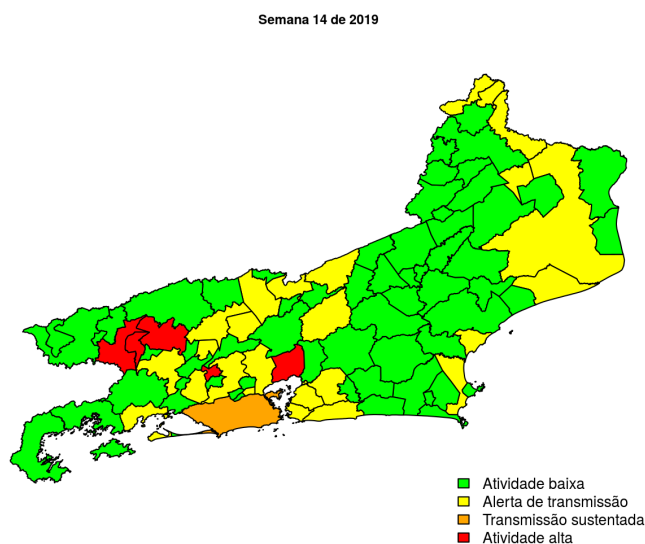 Semana 14 de 2019
Atividade baixa
Alerta de transmissão
Transmissão sustentada
Atividade alta